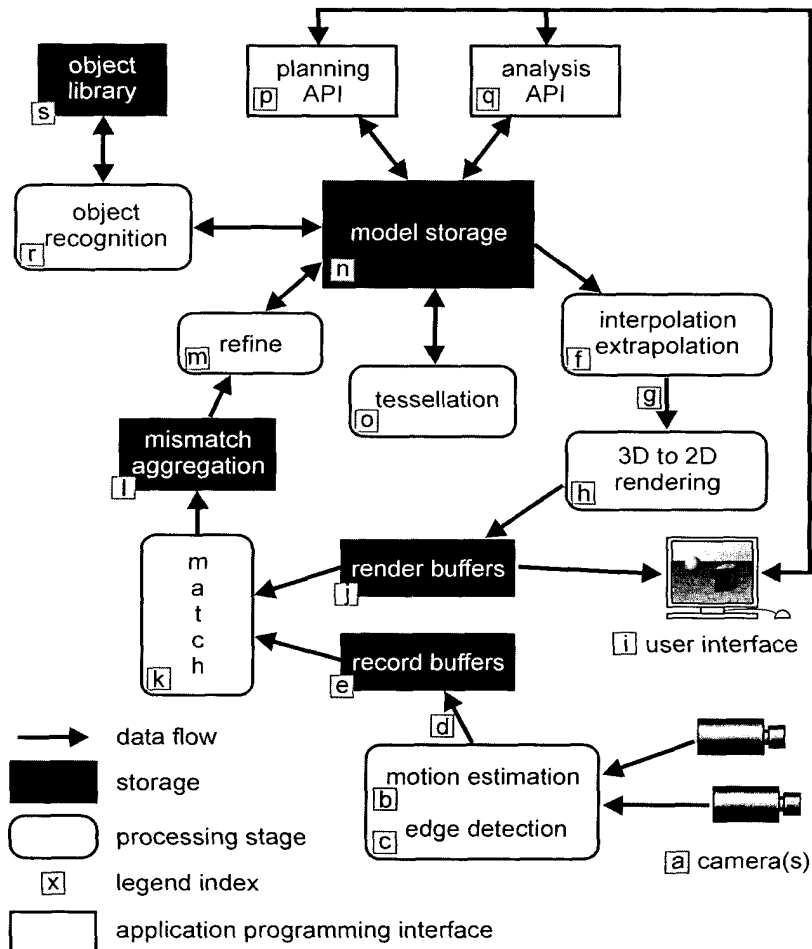 object
library
s
planning
API
p
analysis
API
q
object
recognition
r
model storage
n
refine
m
tessellation
o
interpolation
extrapolation
f
g
mismatch
aggregation
l
3D to 2D
rendering
h
m
a
t
c
h
k
render buffers
j
record buffers
e
i user interface
d
motion estimation
b
edge detection
c
a camera(s)
data flow
storage
processing stage
x legend index
application programming interface